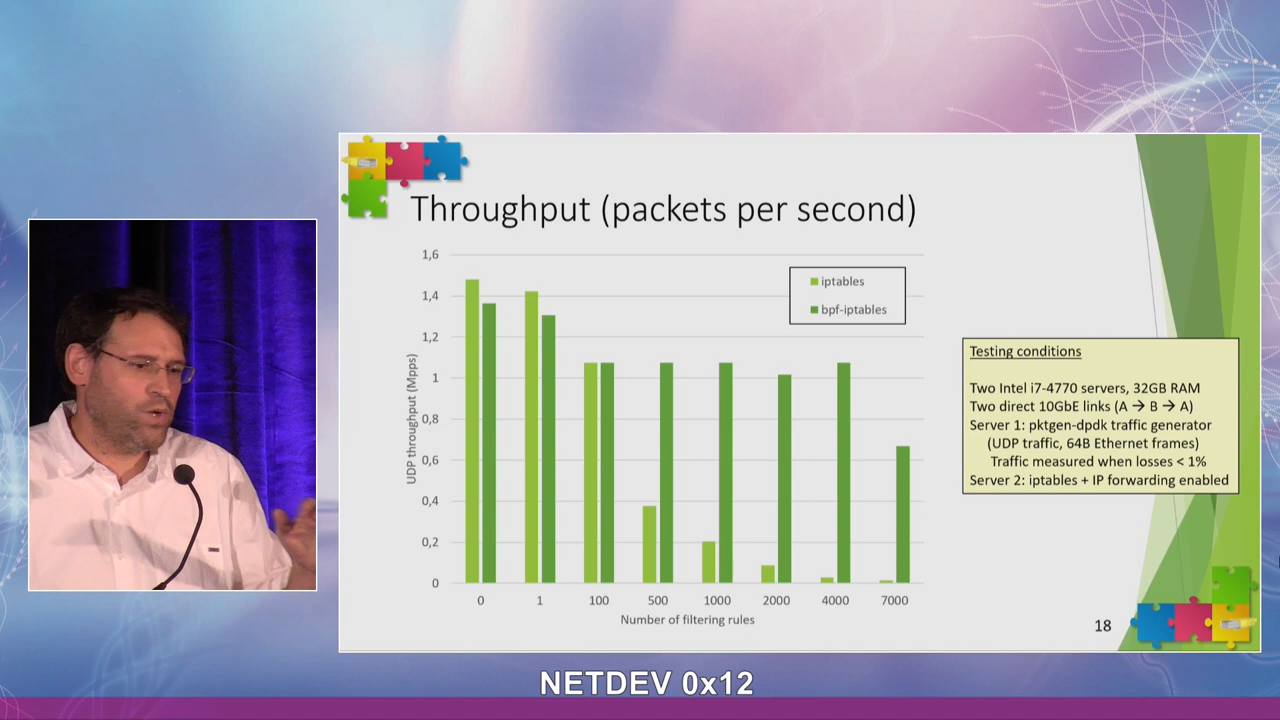 Throughput (packets per second)
1,6
1,4
1,2
1
0,8
0,6
0,4
0,2
0
UDP throughput (Mpps)
iptables
bpf-iptables
0 1 100 500 1000 2000 4000 7000
Number of filtering rules
Testing conditions
Two Intel i7-4770 servers, 32GB RAM
Two direct 10GbE links (A → B → A)
Server 1: pktgen-dpdk traffic generator
(UDP traffic, 64B Ethernet frames)
Traffic measured when losses < 1%
Server 2: iptables + IP forwarding enabled
18
NETDEV 0x12